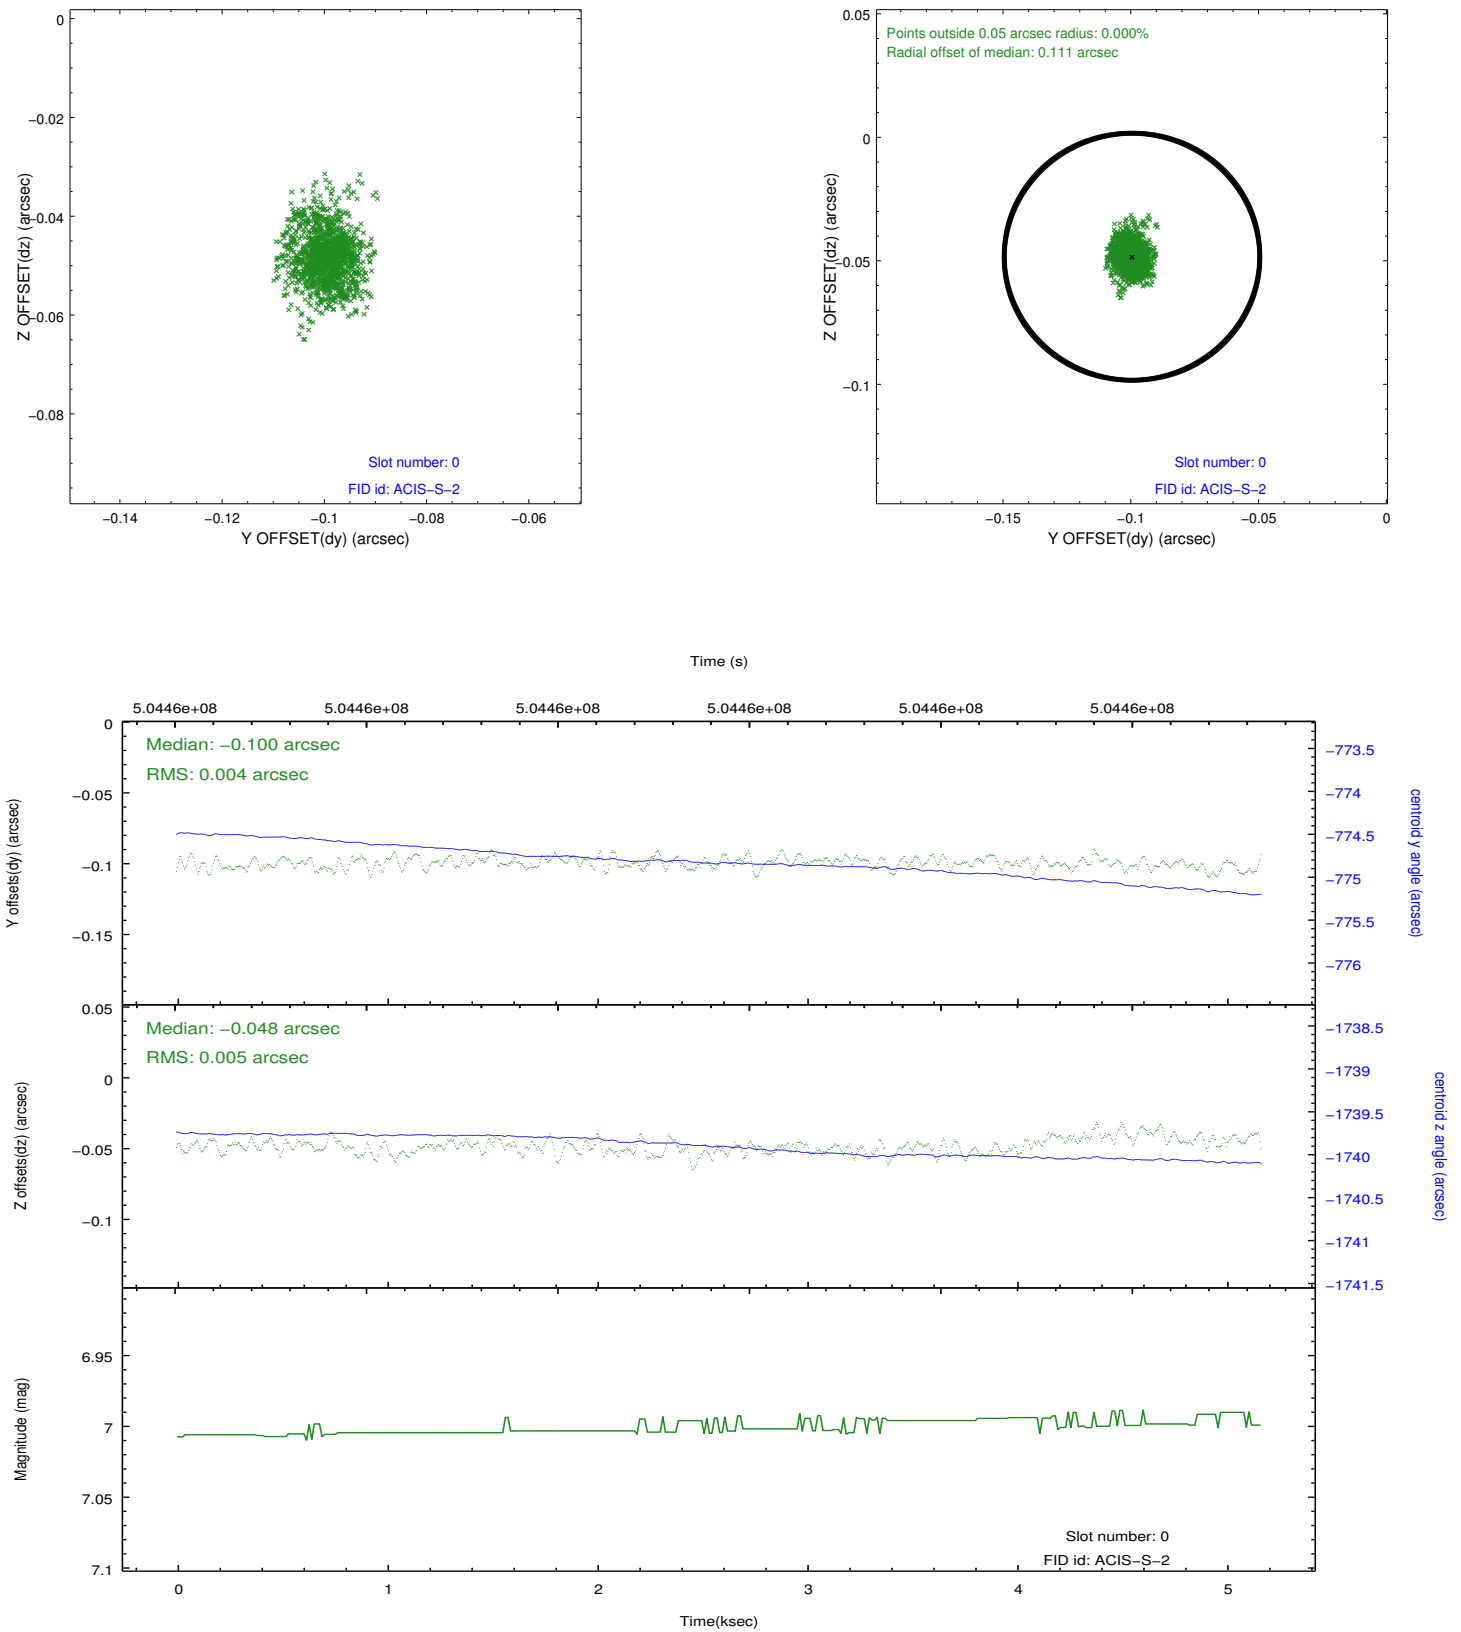 0
−0.02
−0.04
−0.06
−0.08
Z OFFSET(dz) (arcsec)
Slot number: 0
FID id: ACIS−S−2
−0.14
−0.12
−0.1
−0.08
−0.06
Y OFFSET(dy) (arcsec)
Points outside 0.05 arcsec radius: 0.000%
Radial offset of median: 0.111 arcsec
0.05
0
−0.05
−0.1
Z OFFSET(dz) (arcsec)
Slot number: 0
FID id: ACIS−S−2
−0.15
−0.1
−0.05
0
Y OFFSET(dy) (arcsec)
Time (s)
5.0446e+08
5.0446e+08
5.0446e+08
5.0446e+08
5.0446e+08
5.0446e+08
Median: −0.100 arcsec
RMS: 0.004 arcsec
0
−0.05
−0.1
−0.15
Y offsets(dy) (arcsec)
−773.5
−774
−774.5
−775
−775.5
−776
centroid y angle (arcsec)
Median: −0.048 arcsec
RMS: 0.005 arcsec
0.05
0
−0.05
−0.1
Z offsets(dz) (arcsec)
−1738.5
−1739
−1739.5
−1740
−1740.5
−1741
−1741.5
centroid z angle (arcsec)
6.95
7
7.05
7.1
Magnitude (mag)
Slot number: 0
FID id: ACIS−S−2
0
1
2
3
4
5
Time(ksec)